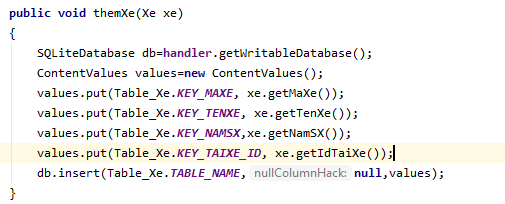 public void themXe(Xe xe)
{
SQLiteDatabase db=handler.getWritableDatabase();
ContentValues values=new ContentValues();
values.put(Table_Xe.KEY_MAXE, xe.getMaXe());
values.put(Table_Xe.KEY_TENXE, xe.getTenXe());
values.put(Table_Xe.KEY_NAMSX,xe.getNamSX());
values.put(Table_Xe.KEY_TAIXE_ID, xe.getIdTaiXe());
db.insert(Table_Xe.TABLE_NAME, nullColumnHack: null,values);
}